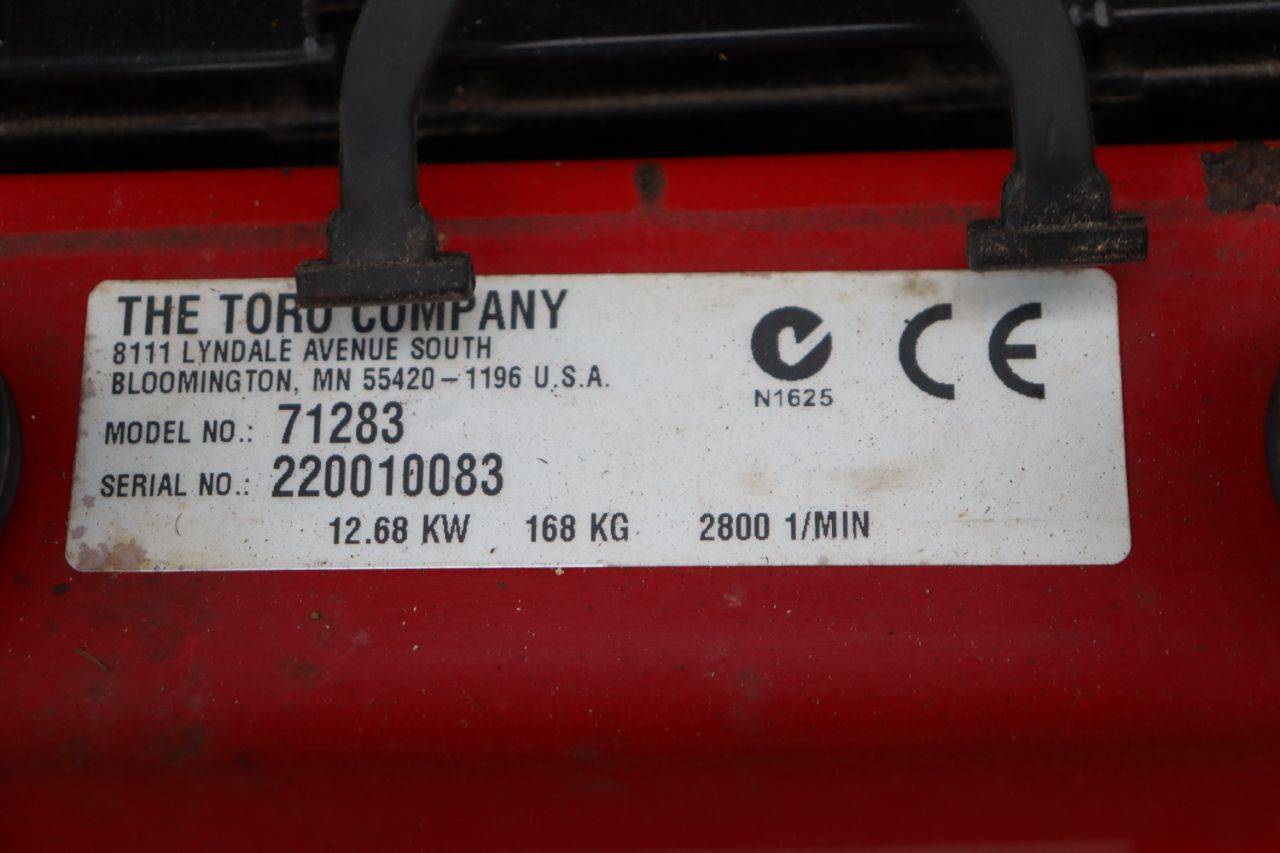 THE TORO COMPANY
8111 LYNDALE AVENUE SOUTH
BLOOMINGTON, MN 55420-1196 U.S.A.
MODEL NO.: 71283
SERIAL NO.: 220010083
12.68 KW 168 KG 2800 1/MIN
N1625
CE